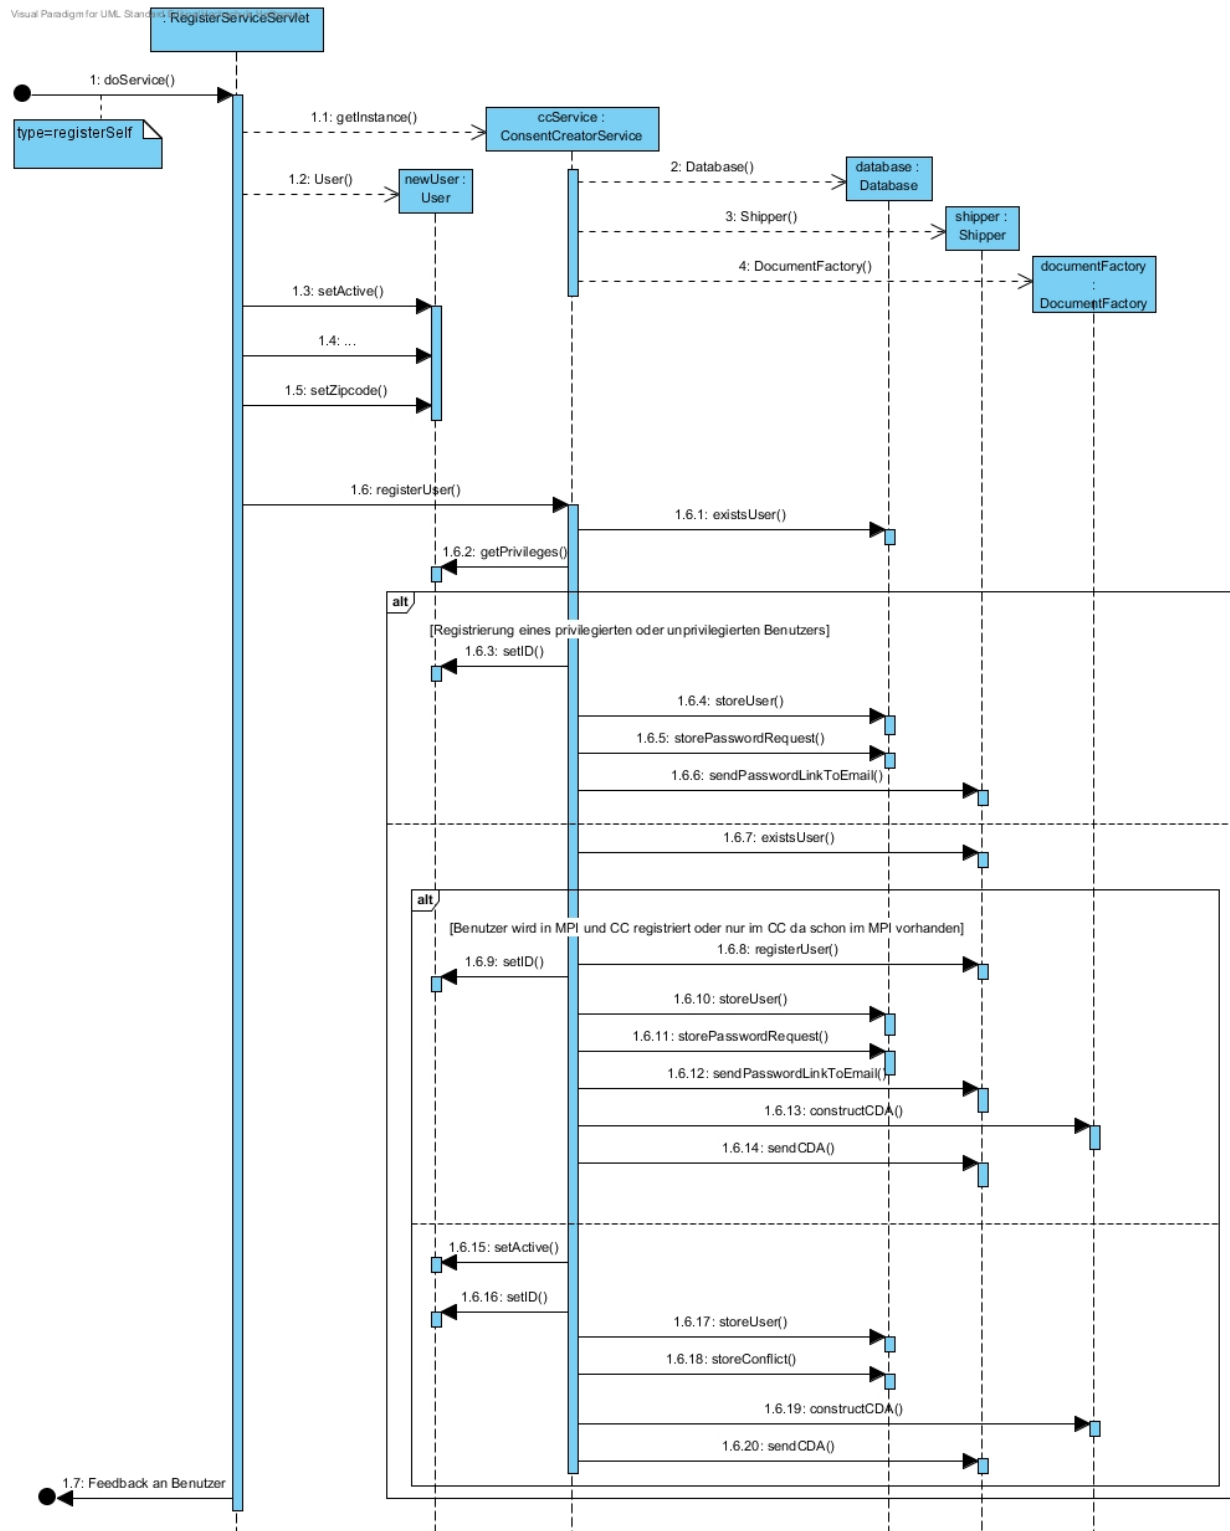 Visual Paradigm for UML Standard
: RegisterServiceServlet
1: doService()
type=registerSelf
1.1: getInstance()
ccService :
ConsentCreatorService
1.2: User()
newUser :
User
2: Database()
database :
Database
3: Shipper()
shipper :
Shipper
4: DocumentFactory()
documentFactory
:
DocumentFactory
1.3: setActive()
1.4: ...
1.5: setZipcode()
1.6: registerUser()
1.6.1: existsUser()
1.6.2: getPrivileges()
alt
[Registrierung eines privilegierten oder unprivilegierten Benutzers]
1.6.3: setID()
1.6.4: storeUser()
1.6.5: storePasswordRequest()
1.6.6: sendPasswordLinkToEmail()
1.6.7: existsUser()
alt
[Benutzer wird in MPI und CC registriert oder nur im CC da schon im MPI vorhanden]
1.6.8: registerUser()
1.6.9: setID()
1.6.10: storeUser()
1.6.11: storePasswordRequest()
1.6.12: sendPasswordLinkToEmail()
1.6.13: constructCDA()
1.6.14: sendCDA()
1.6.15: setActive()
1.6.16: setID()
1.6.17: storeUser()
1.6.18: storeConflict()
1.6.19: constructCDA()
1.6.20: sendCDA()
1.7: Feedback an Benutzer